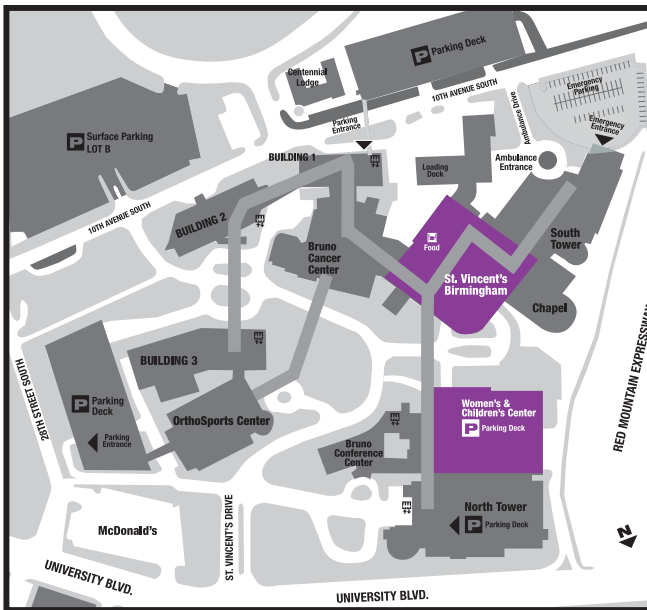 P Parking Deck
Centennial
Lodge
Emergency
Parking
10TH AVENUE SOUTH
Ambulance Drive
Emergency
Entrance
P Surface Parking
LOT B
Parking
Entrance
BUILDING 1
Loading
Dock
Ambulance
Entrance
10TH AVENUE SOUTH
BUILDING 2
Bruno
Cancer
Center
Food
St. Vincent's
Birmingham
South
Tower
Chapel
28TH STREET SOUTH
BUILDING 3
P Parking
Deck
Parking
Entrance
OrthoSports Center
Women's &
Children's Center
P Parking Deck
RED MOUNTAIN EXPRESSWAY
Bruno
Conference
Center
North Tower
P Parking Deck
McDonald's
ST. VINCENT'S DRIVE
N
UNIVERSITY BLVD.
UNIVERSITY BLVD.